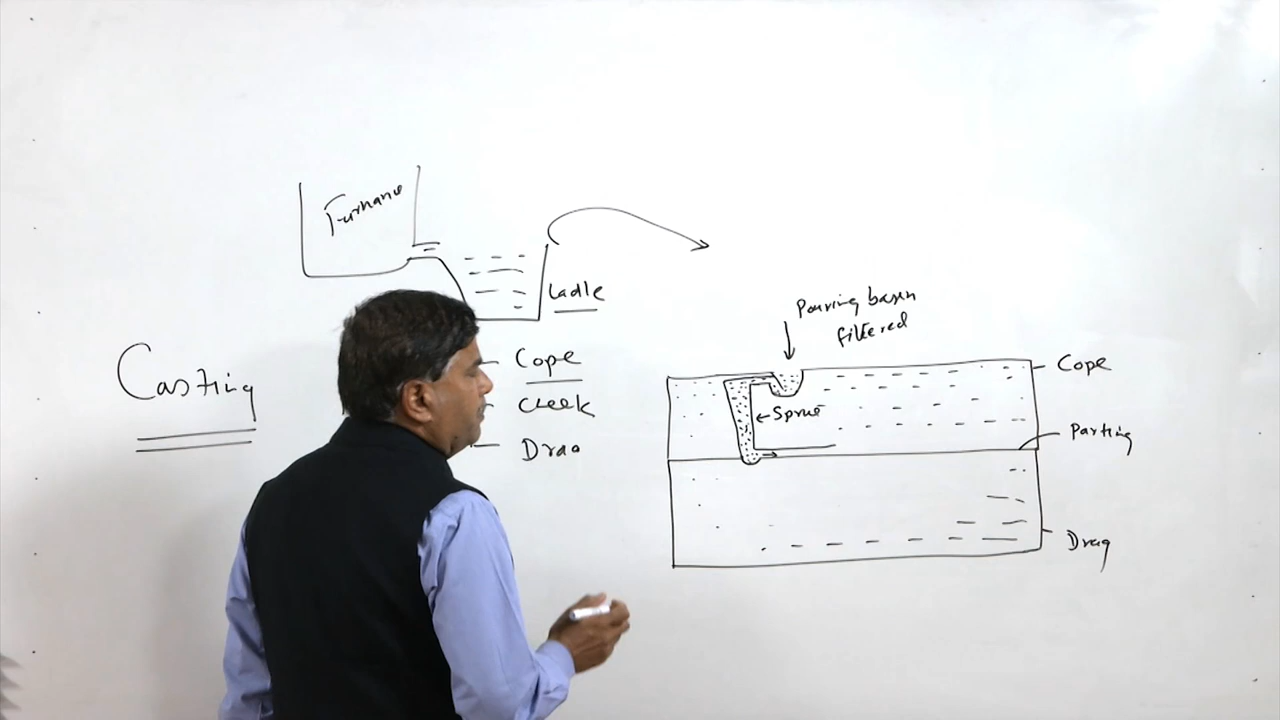 Furnace
Ladle
Casting
Cope
Cheek
Drag
Pouring basin
filtered
Cope
Sprue
Parting
Drag